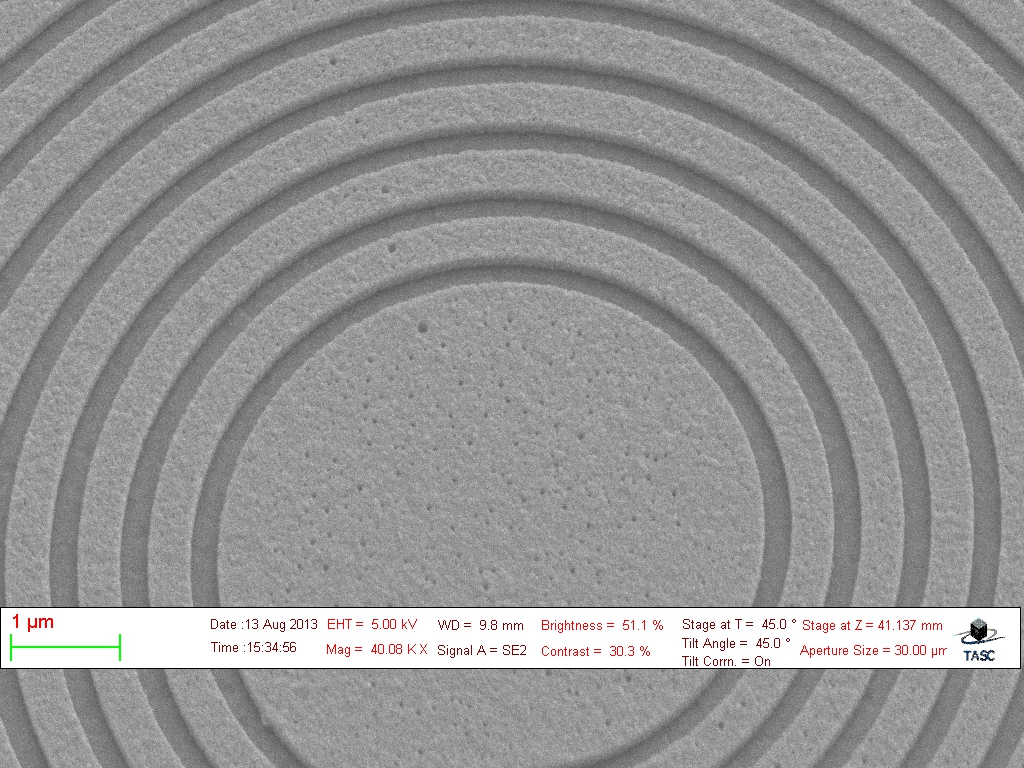 1 µm
Date :13 Aug 2013 EHT = 5.00 kV WD = 9.8 mm Brightness = 51.1 % Stage at T = 45.0 ° Stage at Z = 41.137 mm
Time :15:34:56 Mag = 40.08 K X Signal A = SE2 Contrast = 30.3 % Tilt Angle = 45.0 ° Aperture Size = 30.00 µm
Tilt Corrn. = On
TASC